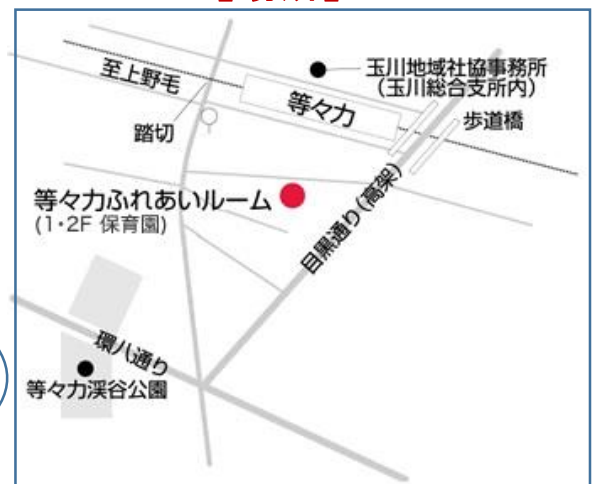 玉川地域社協事務所
(玉川総合支所内)
至上野毛
等々力
歩道橋
踏切
等々力ふれあいルーム
(1・2F 保育園)
目黒通り(高架)
環八通り
等々力渓谷公園